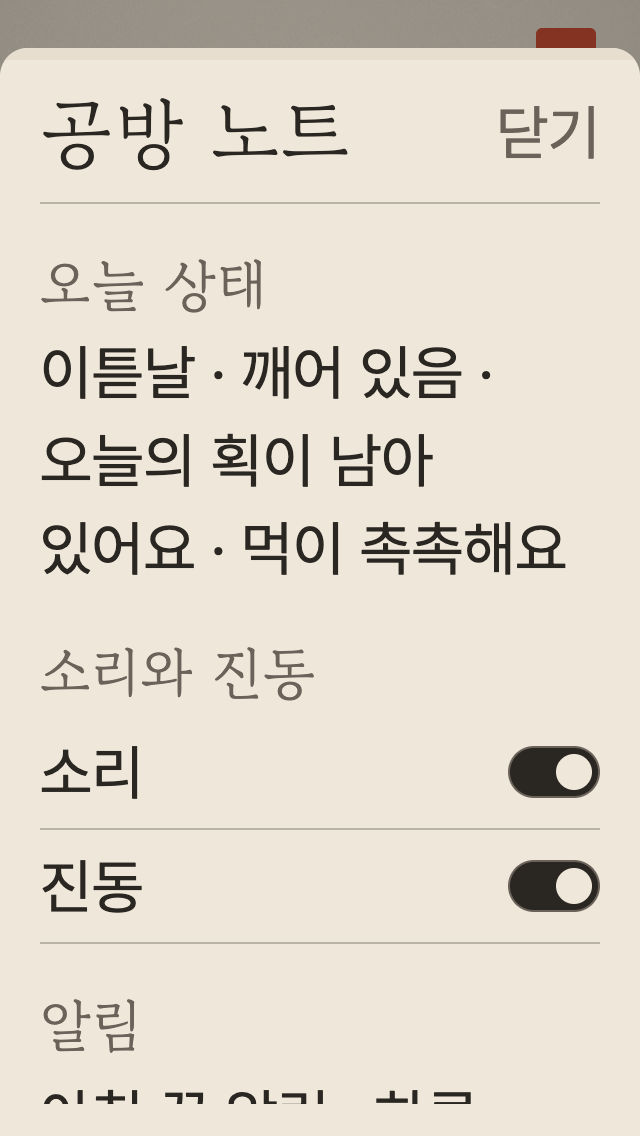 공방 노트
닫기
오늘 상태
이튿날 · 깨어 있음 ·
오늘의 획이 남아
있어요 · 먹이 촉촉해요
소리와 진동
소리
진동
알림